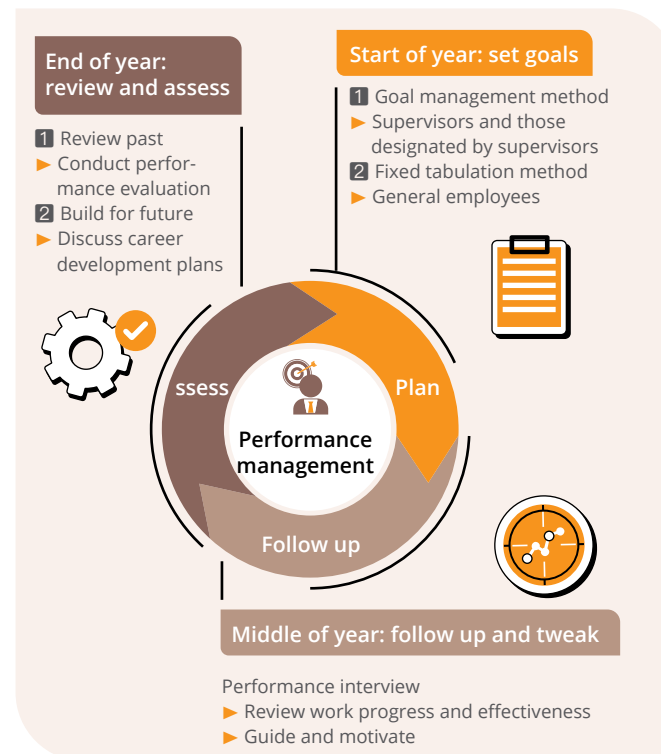 End of year:
review and assess
1 Review past
▶ Conduct perfor-
mance evaluation
2 Build for future
▶ Discuss career
development plans
Start of year: set goals
1 Goal management method
▶ Supervisors and those
designated by supervisors
2 Fixed tabulation method
▶ General employees
ssess
Plan
Performance
management
Follow up
Middle of year: follow up and tweak
Performance interview
▶ Review work progress and effectiveness
▶ Guide and motivate